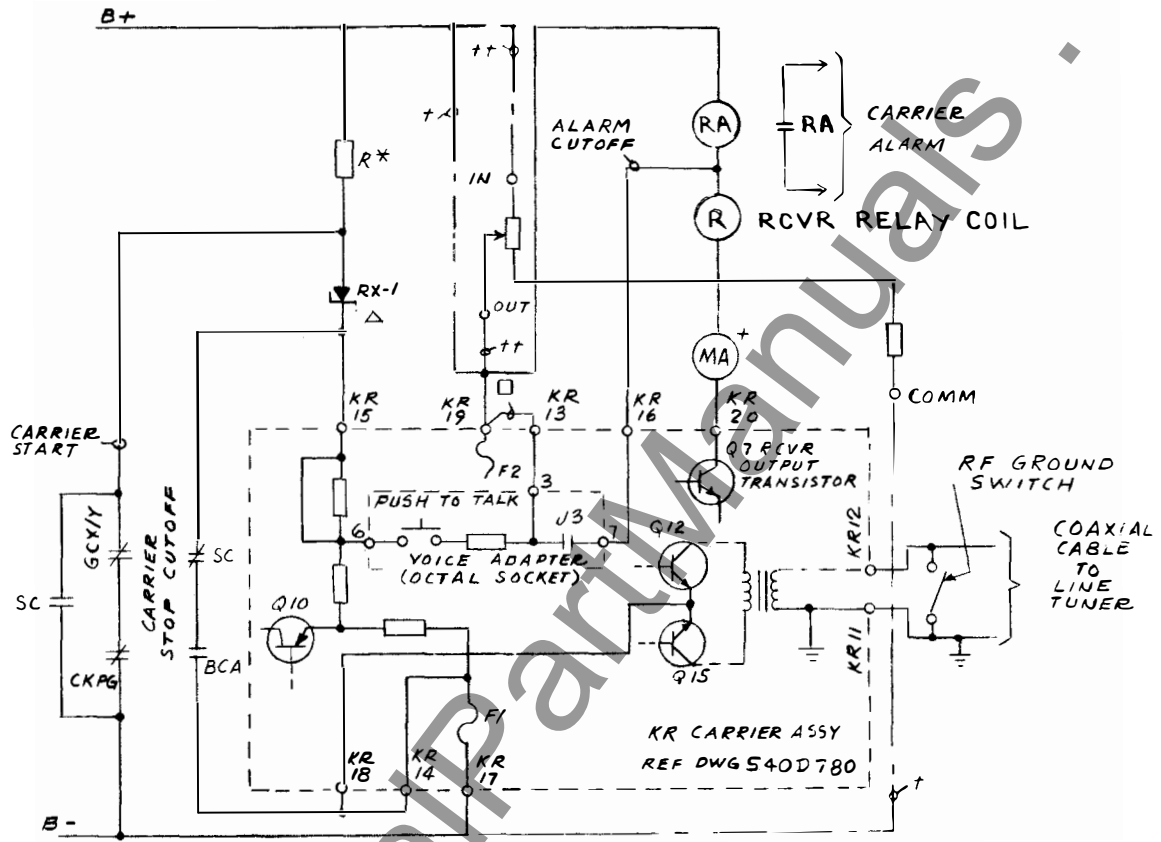 B+
††
†
R*
ALARM
CUTOFF
RA
RA
CARRIER
ALARM
IN
R
RCVR RELAY COIL
RX-1
△
OUT
††
MA
+
COMM
KR
15
KR
19
□
KR
13
KR
16
KR
20
CARRIER
START
F2
Q7 RCVR
OUTPUT
TRANSISTOR
RF GROUND
SWITCH
PUSH TO TALK
3
6
J3
7
VOICE ADAPTER
(OCTAL SOCKET)
Q12
KR12
COAXIAL
CABLE
TO
LINE
TUNER
GCX/Y
SC
CARRIER
STOP CUTOFF
SC
Q10
BCA
CKPG
Q15
KR11
F1
KR
18
KR
14
KR
17
KR CARRIER ASSY
REF DWG 540D780
†
B-
alPartManuals .